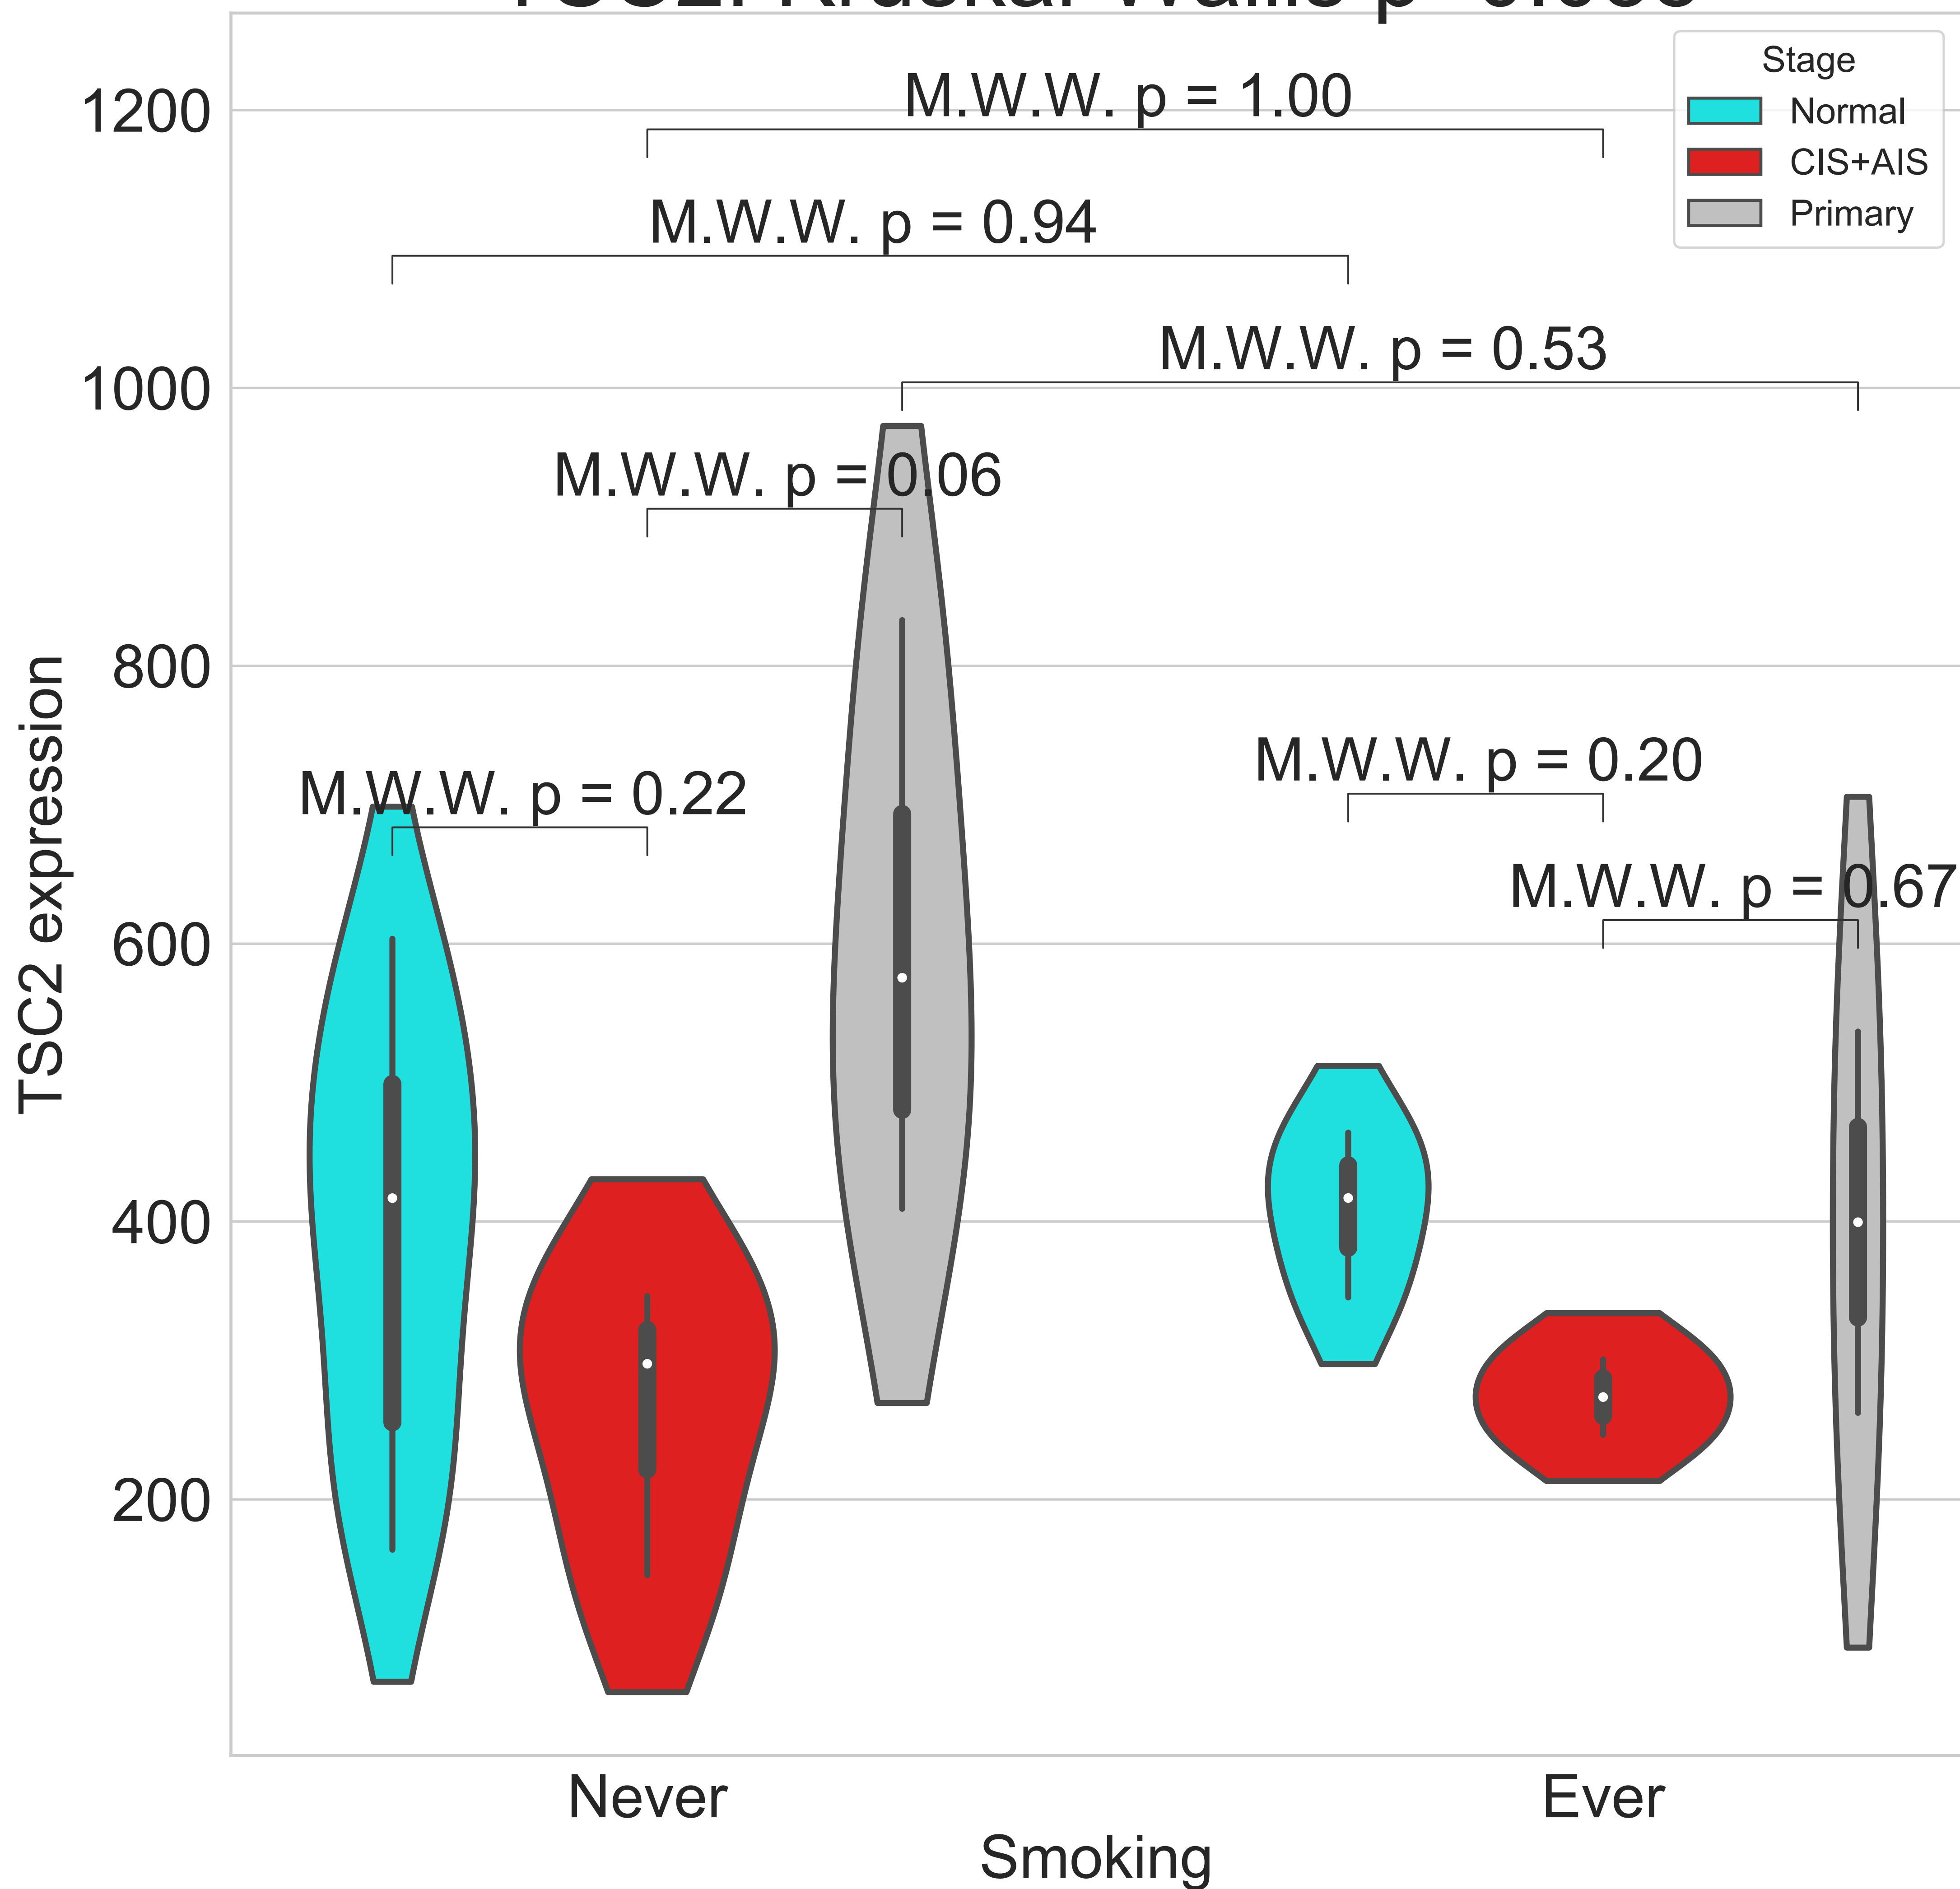 Stage
Normal
CIS+AIS
Primary
M.W.W. p = 1.00
M.W.W. p = 0.94
M.W.W. p = 0.53
M.W.W. p = 0.06
M.W.W. p = 0.22
M.W.W. p = 0.20
M.W.W. p = 0.67
1200
1000
800
600
400
200
TSC2 expression
Never
Ever
Smoking